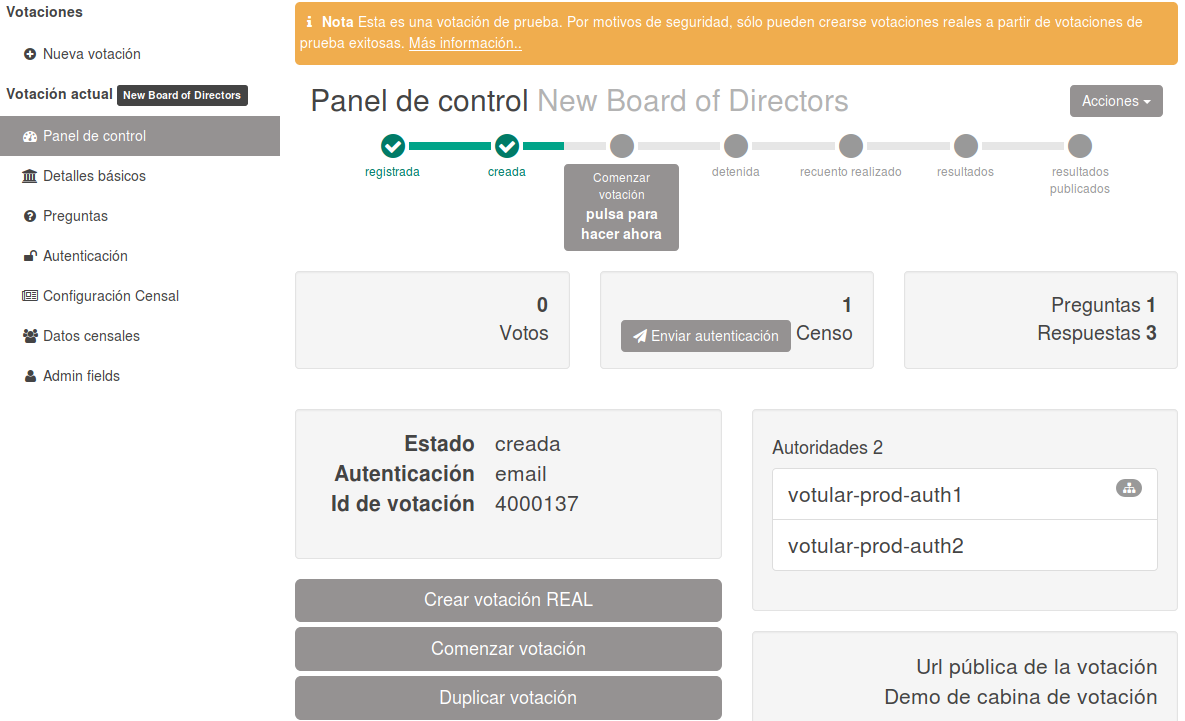 Votaciones
Nueva votación
Votación actual New Board of Directors
Panel de control
Detalles básicos
Preguntas
Autenticación
Configuración Censal
Datos censales
Admin fields
Nota Esta es una votación de prueba. Por motivos de seguridad, sólo pueden crearse votaciones reales a partir de votaciones de
prueba exitosas. Más información..
Panel de control New Board of Directors
Acciones
registrada
creada
Comenzar
votación
pulsa para
hacer ahora
detenida
recuento realizado
resultados
resultados
publicados
0
Votos
1
Enviar autenticación Censo
Preguntas 1
Respuestas 3
Estado creada
Autenticación email
Id de votación 4000137
Crear votación REAL
Comenzar votación
Duplicar votación
Autoridades 2
votular-prod-auth1
votular-prod-auth2
Url pública de la votación
Demo de cabina de votación